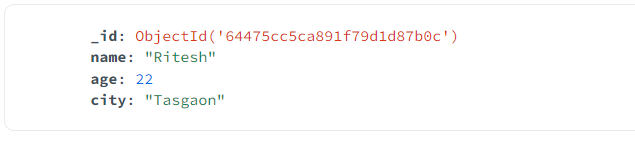 _id: ObjectId('64475cc5ca891f79d1d87b0c')
name: "Ritesh"
age: 22
city: "Tasgaon"